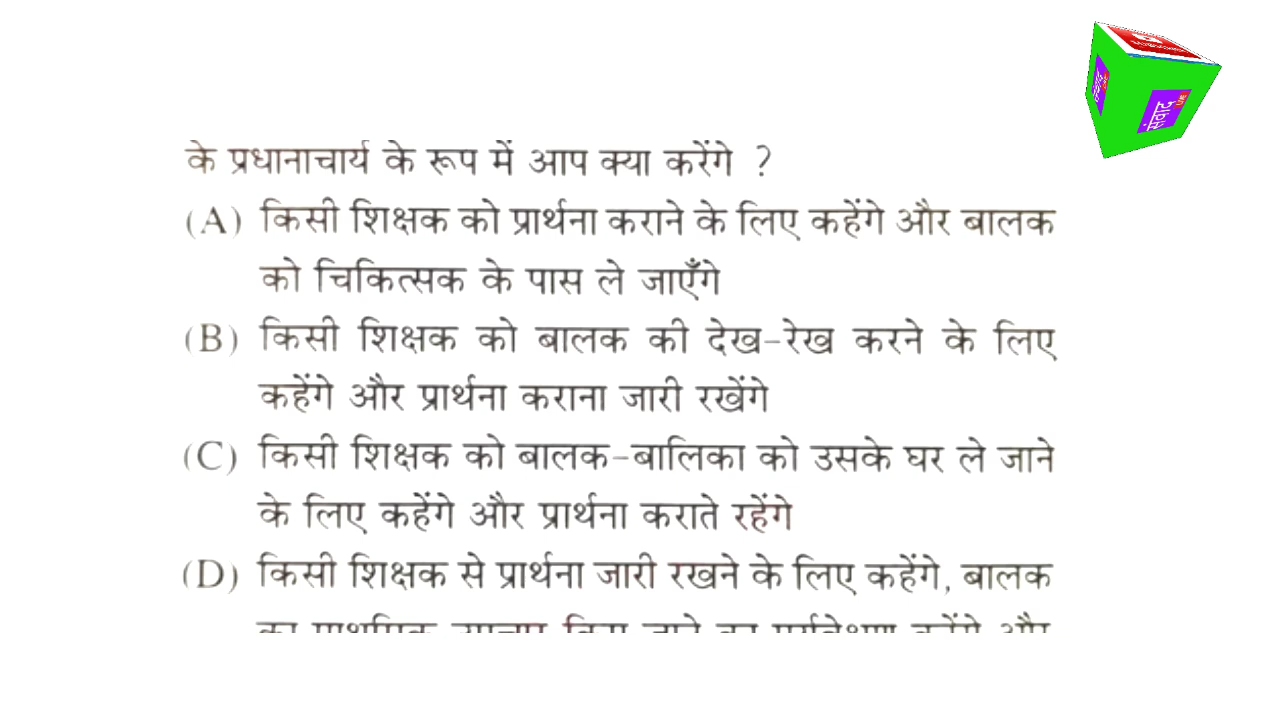 के प्रधानाचार्य के रूप में आप क्या करेंगे ?
(A) किसी शिक्षक को प्रार्थना कराने के लिए कहेंगे और बालक
को चिकित्सक के पास ले जाएँगे
(B) किसी शिक्षक को बालक की देख-रेख करने के लिए
कहेंगे और प्रार्थना कराना जारी रखेंगे
(C) किसी शिक्षक को बालक-बालिका को उसके घर ले जाने
के लिए कहेंगे और प्रार्थना कराते रहेंगे
(D) किसी शिक्षक से प्रार्थना जारी रखने के लिए कहेंगे, बालक